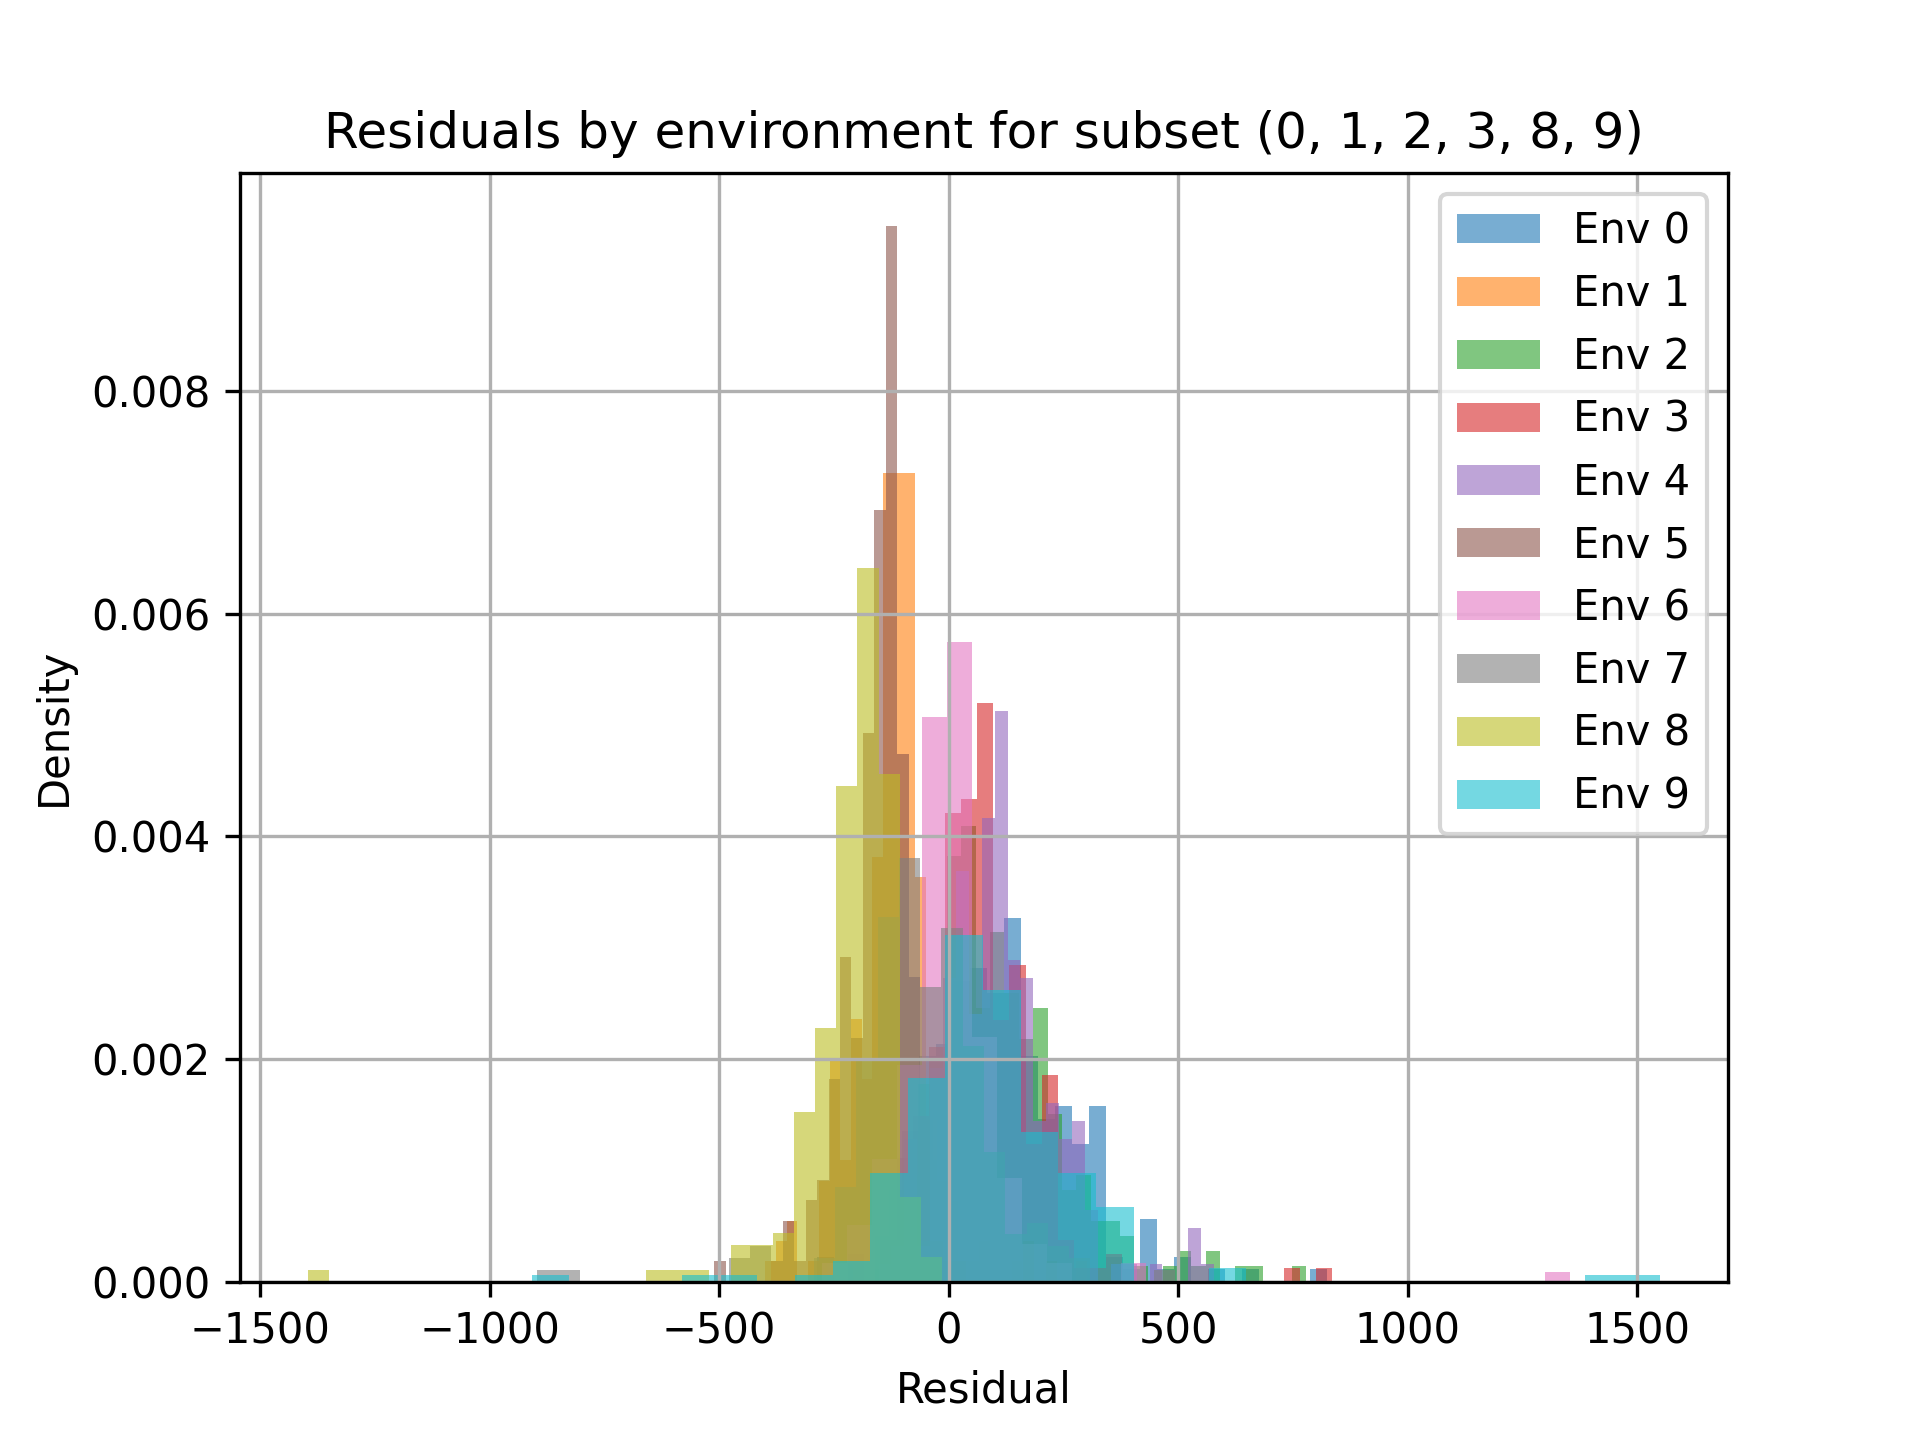 Residuals by environment for subset (0, 1, 2, 3, 8, 9)
Env 0
Env 1
Env 2
Env 3
Env 4
Env 5
Env 6
Env 7
Env 8
Env 9
Density
0.008
0.006
0.004
0.002
0.000
−1500 −1000 −500 0 500 1000 1500
Residual